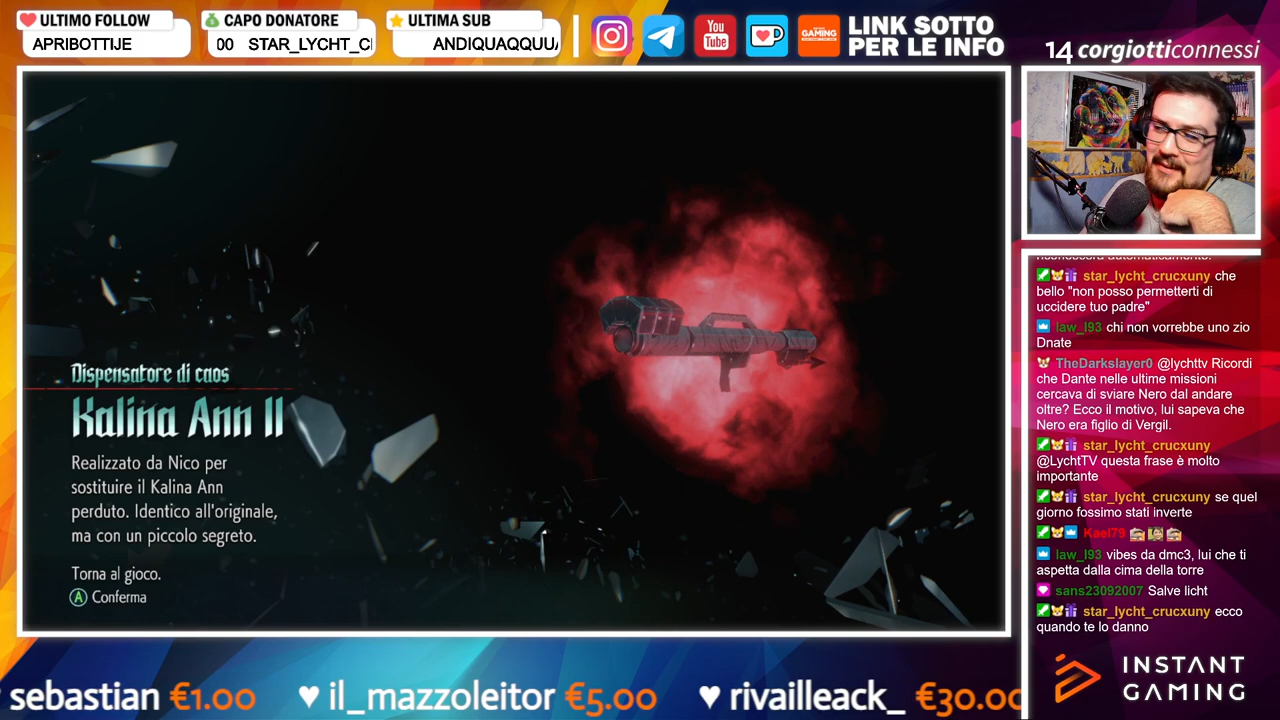 ULTIMO FOLLOW
CAPO DONATORE
ULTIMA SUB
APRIBOTTIJE
00 STAR_LYCHT_C
ANDIQUAQQUU
You
Tube
GAMING
LINK SOTTO
PER LE INFO
14 corgiotticonnessi
star_lycht_crucxuny che
bello "non posso permetterti di
uccidere tuo padre"
law_l93 chi non vorrebbe uno zio
Dnate
TheDarkslayer0 @lychttv Ricordi
che Dante nelle ultime missioni
cercava di sviare Nero dal andare
oltre? Ecco il motivo, lui sapeva che
Nero era figlio di Vergil.
star_lycht_crucxuny
@LychtTV questa frase è molto
importante
star_lycht_crucxuny se quel
giorno fossimo stati inverte
Kael79
law_l93 vibes da dmc3, lui che ti
aspetta dalla cima della torre
sans23092007 Salve licht
star_lycht_crucxuny ecco
quando te lo danno
Dispensatore di caos
Kalina Ann II
Realizzato da Nico per
sostituire il Kalina Ann
perduto. Identico all'originale,
ma con un piccolo segreto.
Torna al gioco.
A Conferma
INSTANT
GAMING
sebastian €1.00 ♥ il_mazzoleitor €5.00 ♥ rivailleack_ €30.00